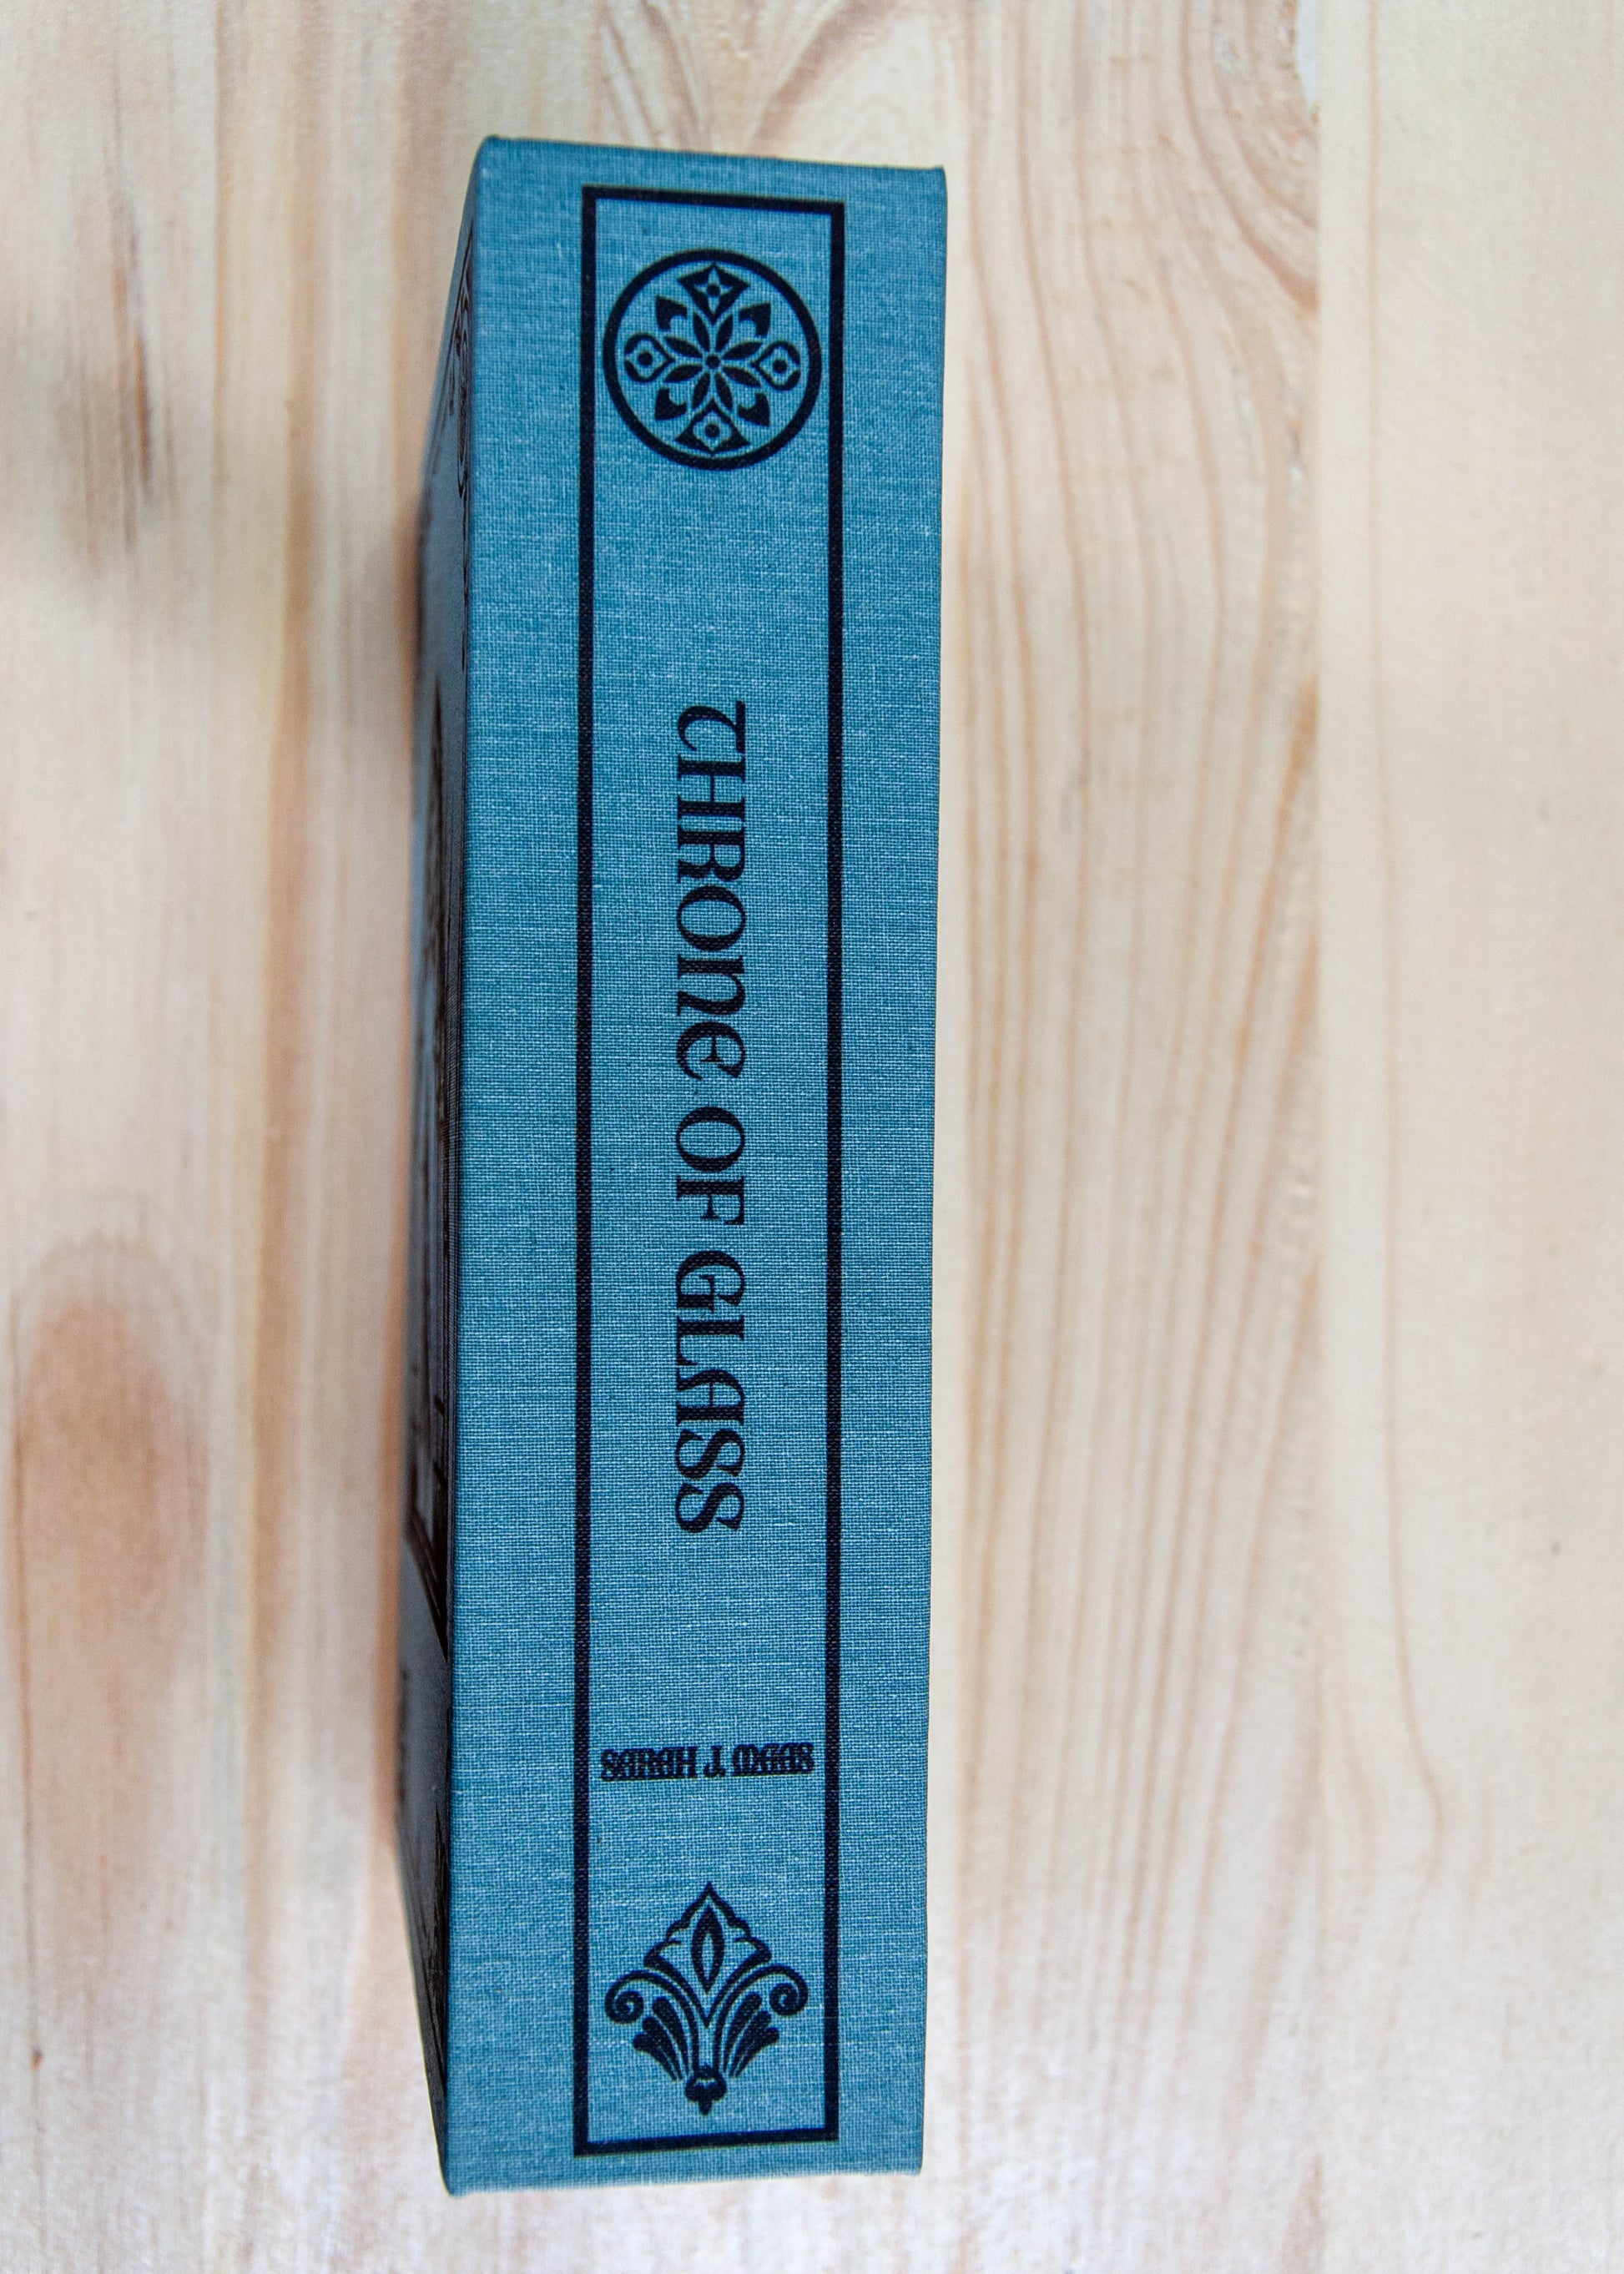 THRONE OF GLASS
SARAH J. MAAS